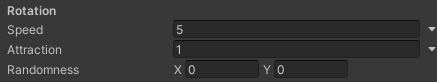 Rotation
Speed 5
Attraction 1
Randomness X 0 Y 0